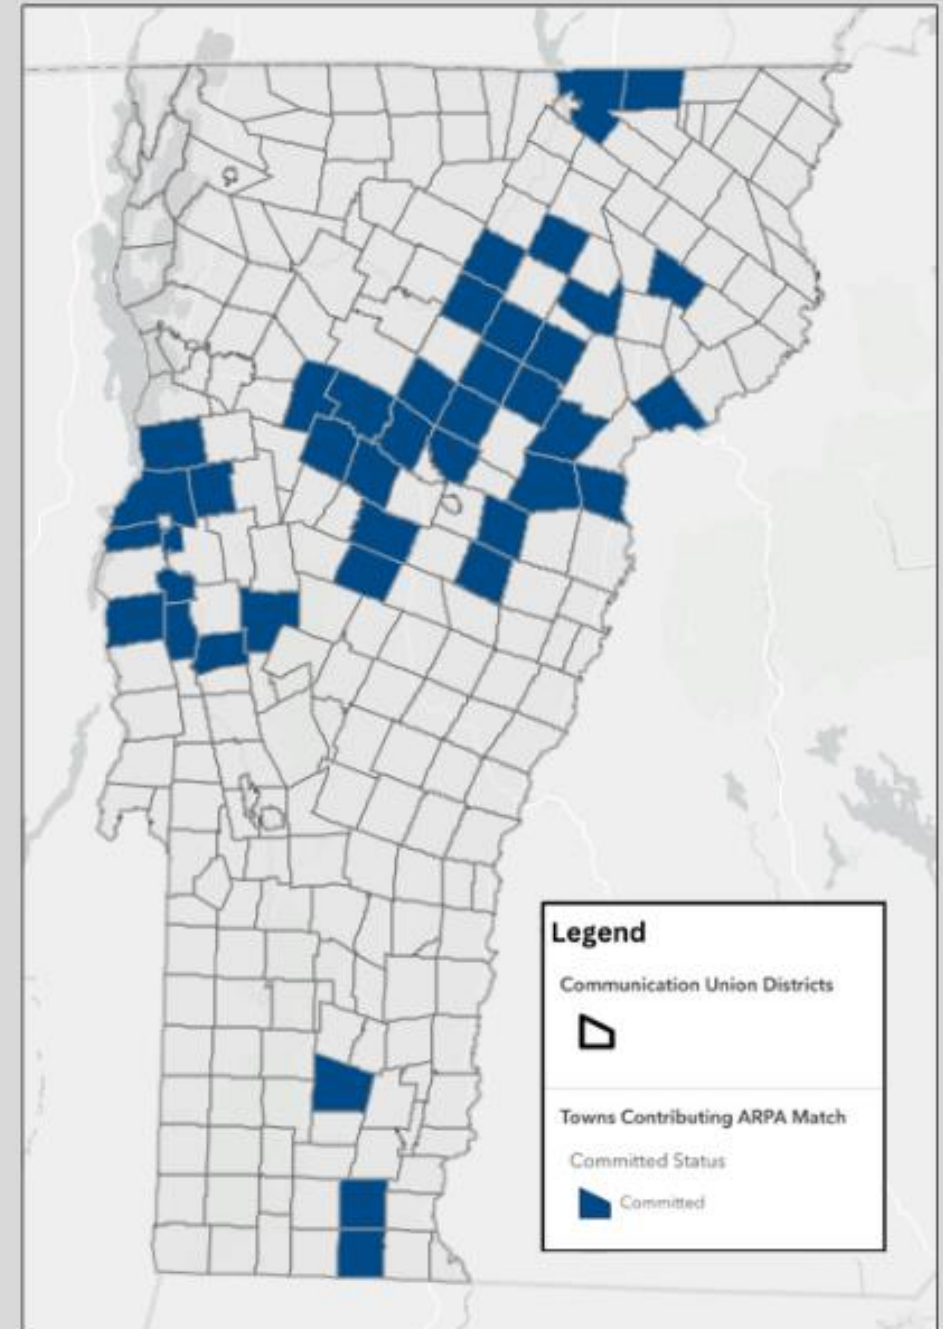 Legend
Communication Union Districts
Towns Contributing ARPA Match
Committed Status
Committed